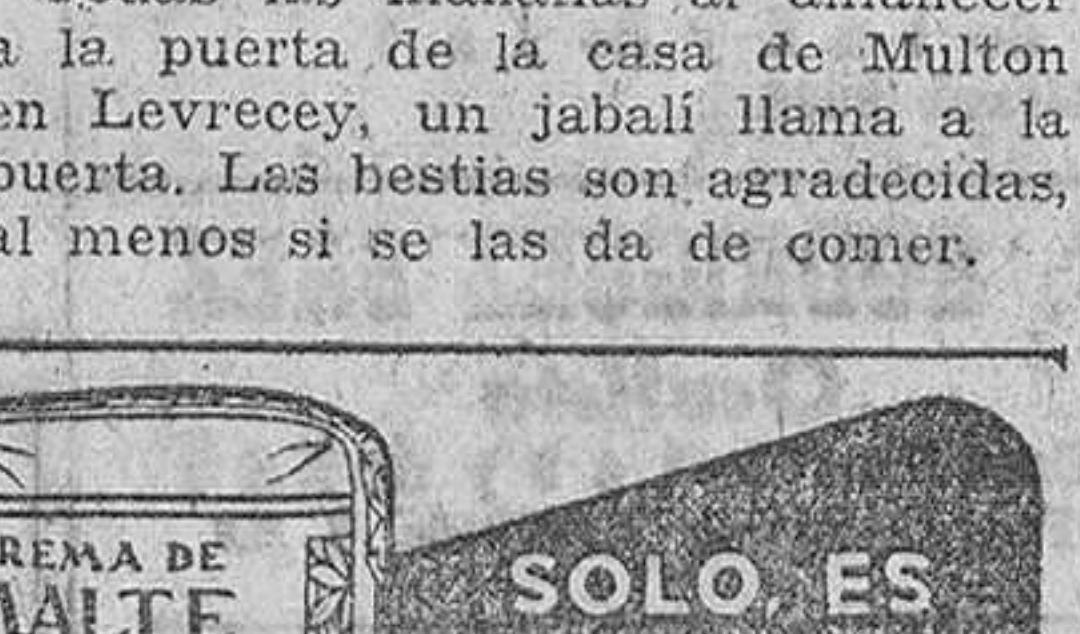 a la puerta de la casa de Multon
en Levrecey, un jabalí llama a la
puerta. Las bestias son agradecidas,
al menos si se las da de comer.
REMA DE
MALTE
SOLO, ES